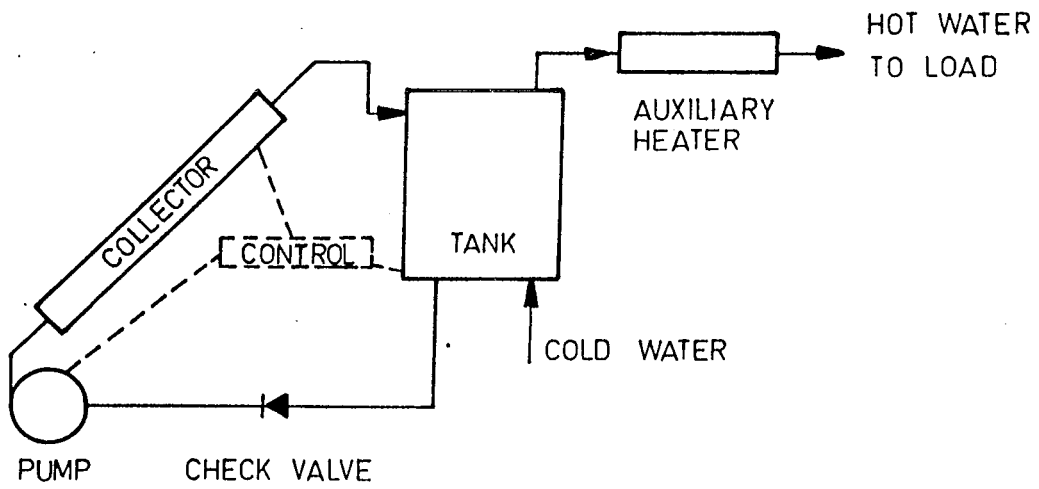 HOT WATER
TO LOAD
AUXILIARY
HEATER
COLLECTOR
CONTROL
TANK
COLD WATER
PUMP
CHECK VALVE